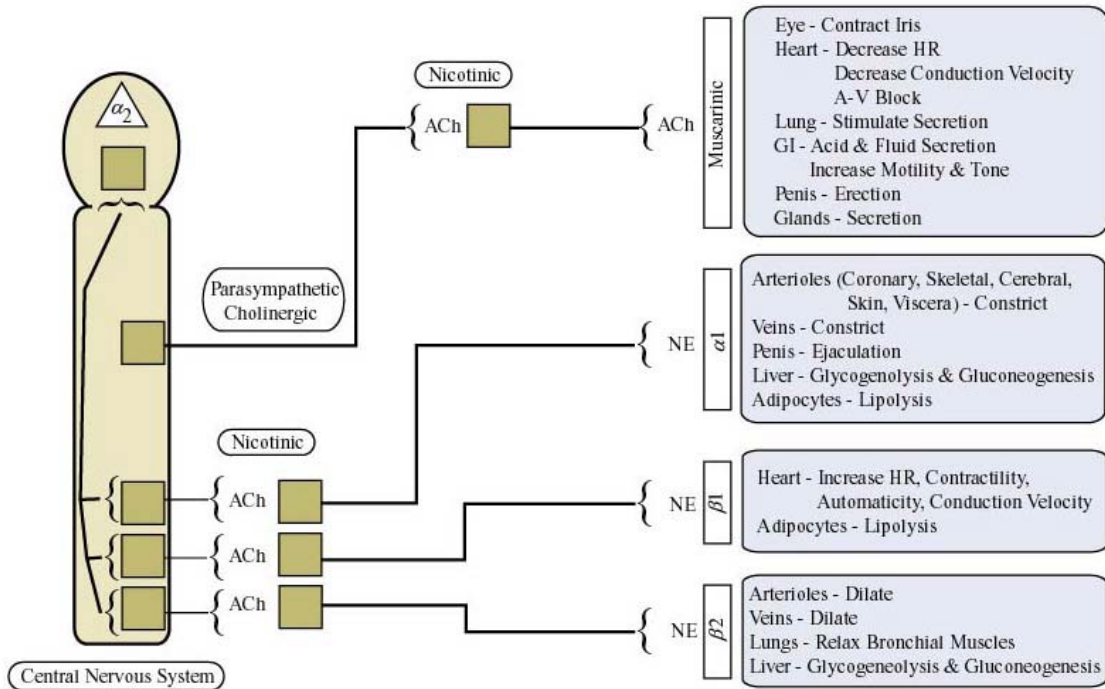 α2
Central Nervous System
Parasympathetic
Cholinergic
Nicotinic
ACh
ACh
Muscarinic
Eye - Contract Iris
Heart - Decrease HR
Decrease Conduction Velocity
A-V Block
Lung - Stimulate Secretion
GI - Acid & Fluid Secretion
Increase Motility & Tone
Penis - Erection
Glands - Secretion
Nicotinic
ACh
NE
α1
Arterioles (Coronary, Skeletal, Cerebral,
Skin, Viscera) - Constrict
Veins - Constrict
Penis - Ejaculation
Liver - Glycogenolysis & Gluconeogenesis
Adipocytes - Lipolysis
ACh
NE
β1
Heart - Increase HR, Contractility,
Automaticity, Conduction Velocity
Adipocytes - Lipolysis
ACh
NE
β2
Arterioles - Dilate
Veins - Dilate
Lungs - Relax Bronchial Muscles
Liver - Glycogeneolysis & Gluconeogenesis